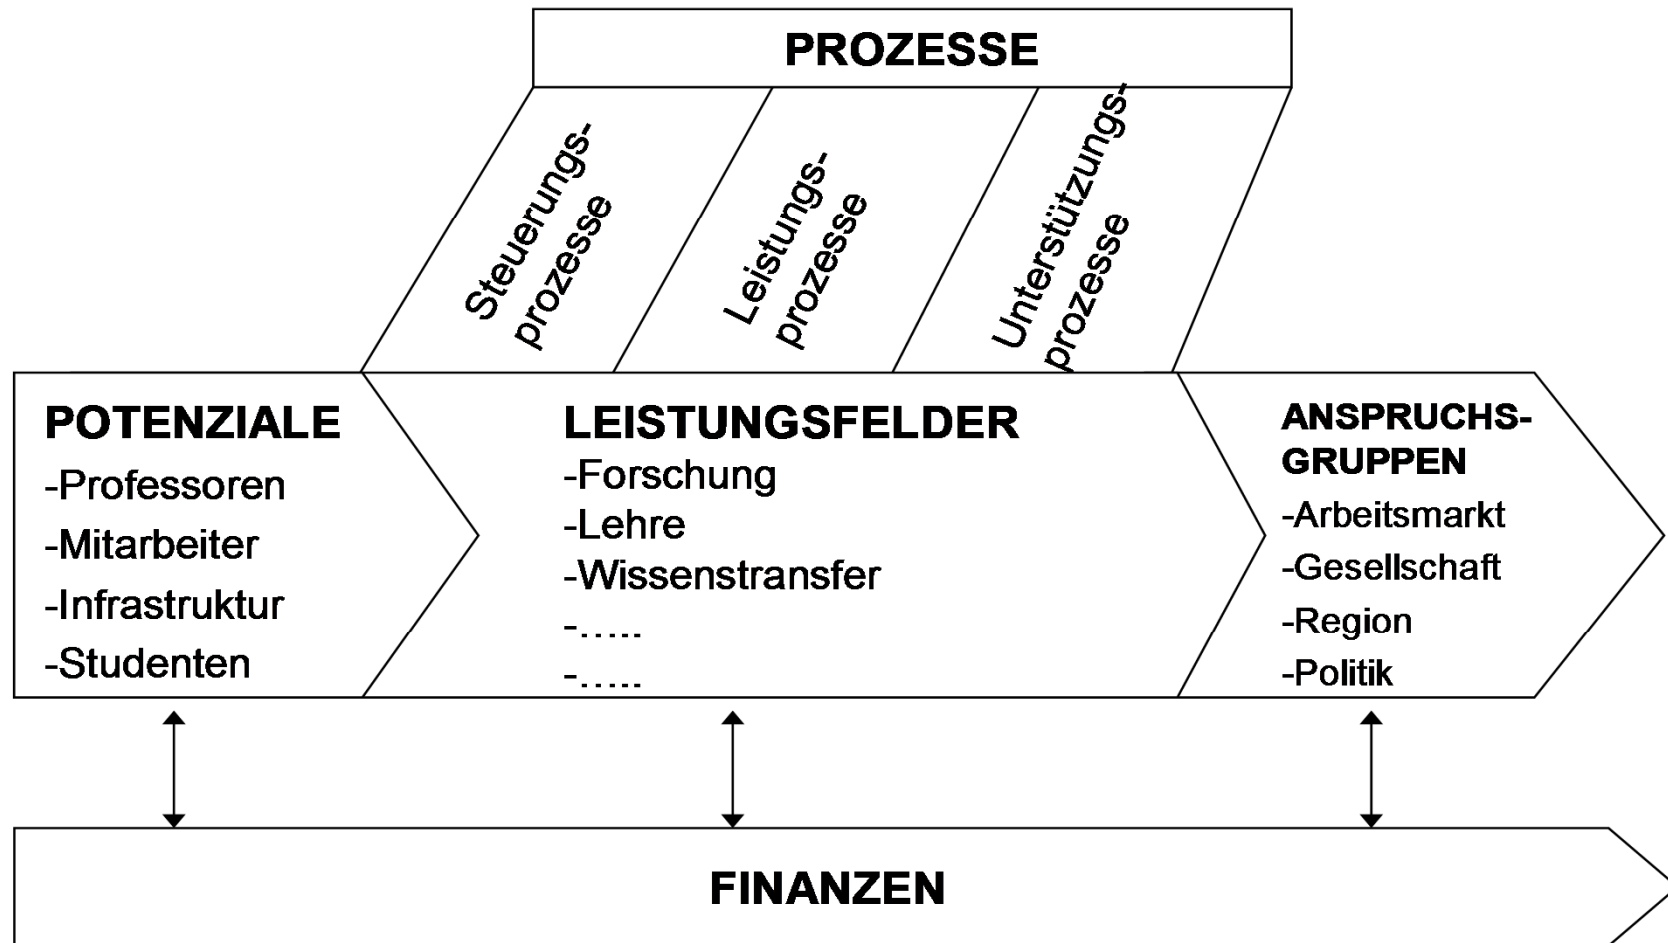 PROZESSE
Steuerungs-
prozesse
Leistungs-
prozesse
Unterstützungs-
prozesse
POTENZIALE
-Professoren
-Mitarbeiter
-Infrastruktur
-Studenten
LEISTUNGSFELDER
-Forschung
-Lehre
-Wissenstransfer
-.....
-.....
ANSPRUCHS-
GRUPPEN
-Arbeitsmarkt
-Gesellschaft
-Region
-Politik
FINANZEN